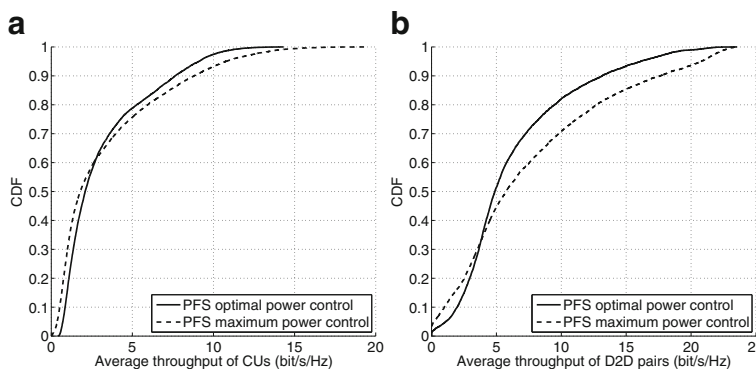 a
1
0.9
0.8
0.7
0.6
0.5
0.4
0.3
0.2
0.1
0
CDF
PFS optimal power control
PFS maximum power control
0 5 10 15 20
Average throughput of CUs (bit/s/Hz)
b
1
0.9
0.8
0.7
0.6
0.5
0.4
0.3
0.2
0.1
0
CDF
PFS optimal power control
PFS maximum power control
0 5 10 15 20 2
Average throughput of D2D pairs (bit/s/Hz)